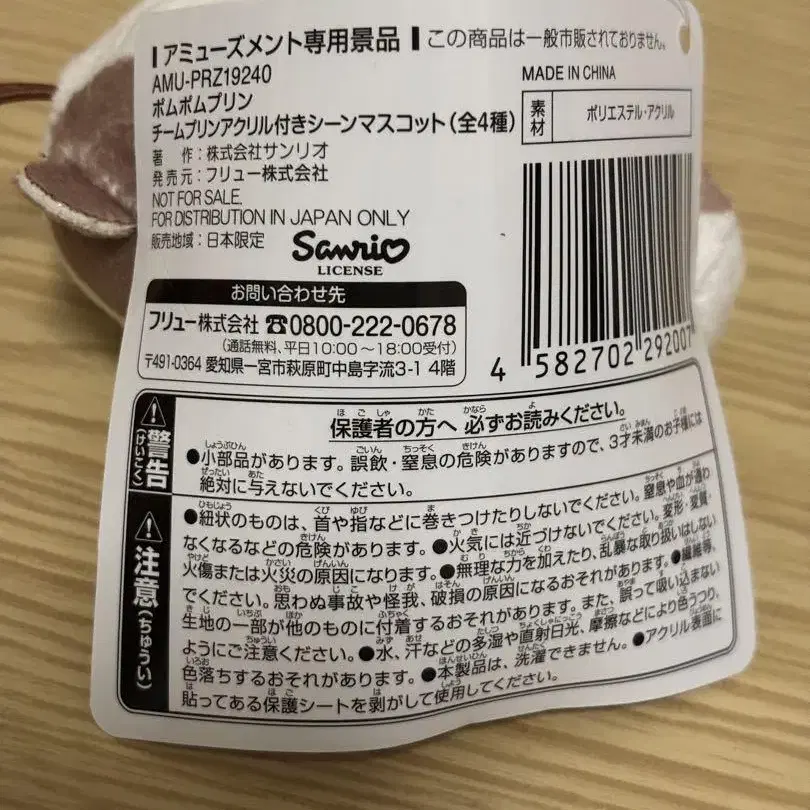 アミューズメント専用景品 この商品は一般市販されておりません。
AMU-PRZ19240
ポムポムプリン
チームプリンアクリル付きシーンマスコット(全4種)
著 作:株式会社サンリオ
発売元:フリュー株式会社
NOT FOR SALE.
FOR DISTRIBUTION IN JAPAN ONLY
販売地域:日本限定
Sanrio
LICENSE
MADE IN CHINA
素材 ポリエステル・アクリル
4 582702 292007
お問い合わせ先
フリュー株式会社 ☎0800-222-0678
(通話無料、平日10:00~18:00受付)
〒491-0364 愛知県一宮市萩原町中島字流3-1 4階
警告(けいこく)
保護者の方へ 必ずお読みください。
●小部品があります。誤飲・窒息の危険がありますので、3才未満のお子様には
絶対に与えないでください。
注意(ちゅうい)
●紐状のものは、首や指などに巻きつけたりしないでください。窒息や血が通わ
なくなるなどの危険があります。●火気には近づけないでください。変形・変質・
火傷または火災の原因になります。●無理な力を加えたり、乱暴な取り扱いはしない
でください。思わぬ事故や怪我、破損の原因になるおそれがあります。●繊維等、
生地の一部が他のものに付着するおそれがあります。また、誤って吸い込まない
ようにご注意ください。●水、汗などの多湿や直射日光、摩擦などにより色うつり、
色落ちするおそれがあります。●本製品は、洗濯できません。●アクリル表面に
貼ってある保護シートを剥がして使用してください。